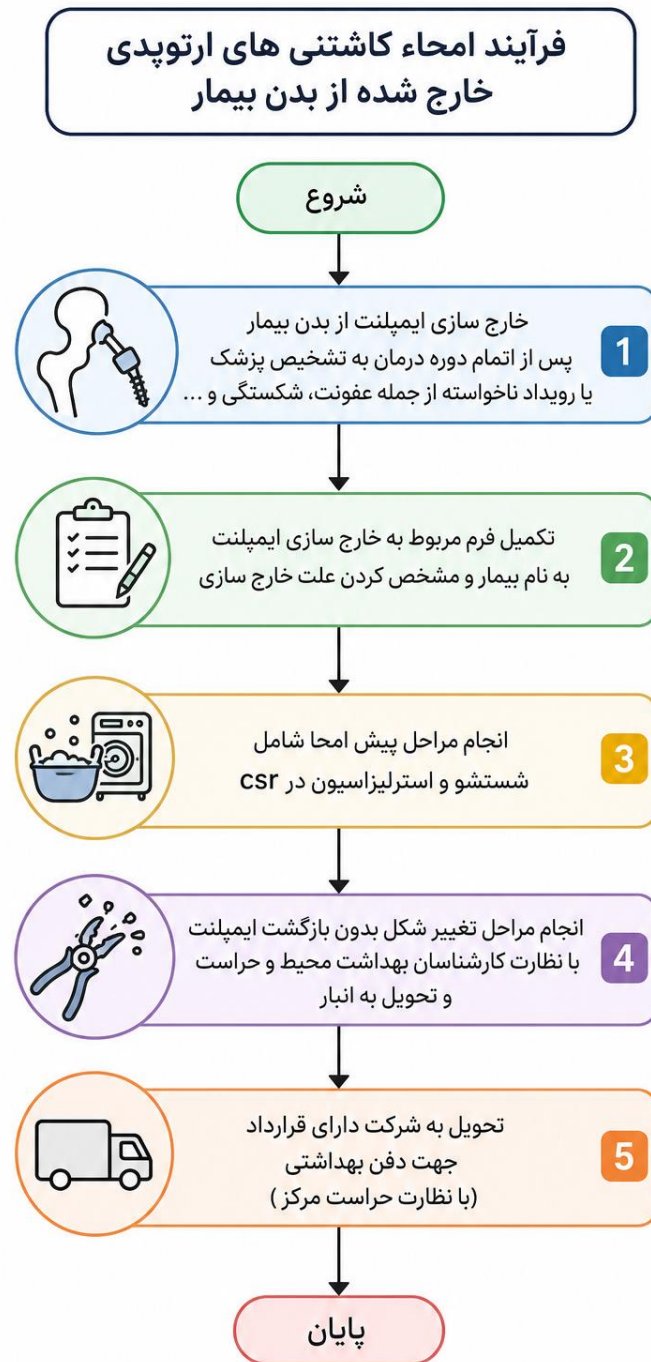 فرآیند امحاء کاشتنی های ارتوپدی
خارج شده از بدن بیمار
شروع
1
خارج سازی ایمپلنت از بدن بیمار
پس از اتمام دوره درمان به تشخیص پزشک
یا رویداد ناخواسته از جمله عفونت، شکستگی و ...
2
تکمیل فرم مربوط به خارج سازی ایمپلنت
به نام بیمار و مشخص کردن علت خارج سازی
3
انجام مراحل پیش امحا شامل
شستشو و استرلیزاسیون در csr
4
انجام مراحل تغییر شکل بدون بازگشت ایمپلنت
با نظارت کارشناسان بهداشت محیط و حراست
و تحویل به انبار
5
تحویل به شرکت دارای قرارداد
جهت دفن بهداشتی
(با نظارت حراست مرکز )
پایان